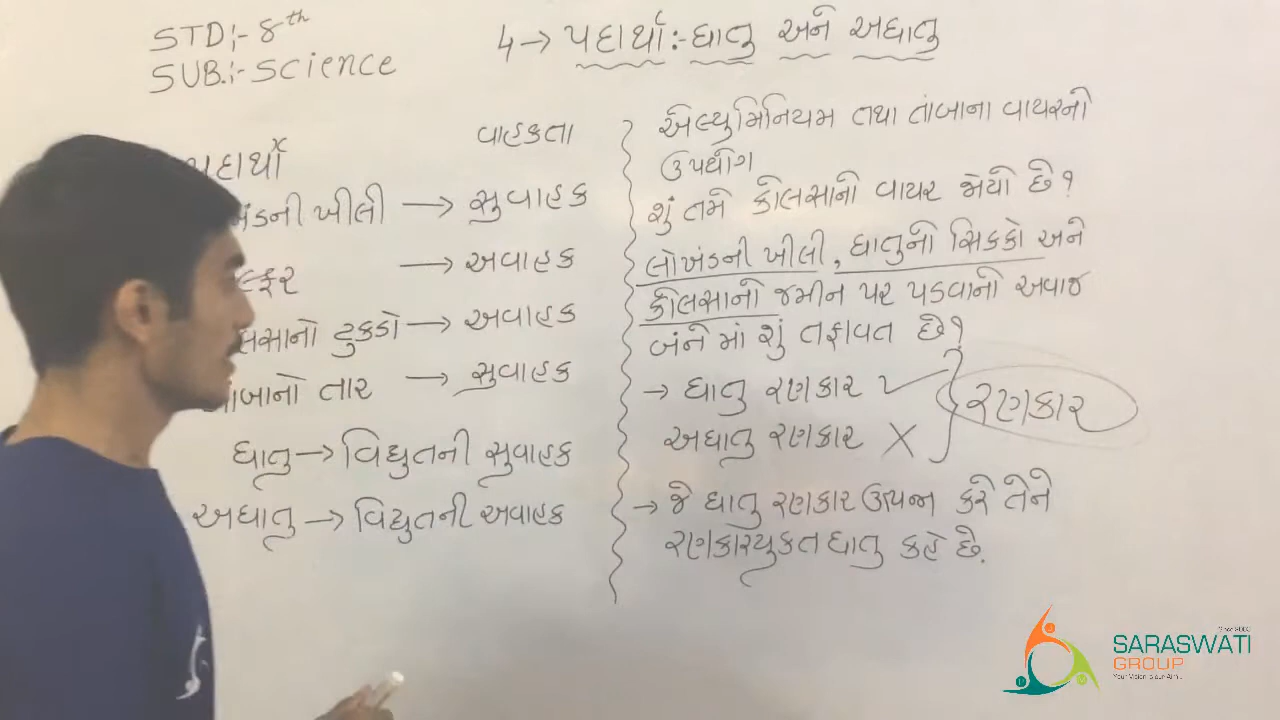 STD:- 8th
SUB.:- Science
4 → પદાર્થો:- ધાતુ અને અધાતુ
વાહકતા
ખીલી → સુવાહક
→ અવાહક
ટુકડો → અવાહક
તાર → સુવાહક
ધાતુ → વિદ્યુતની સુવાહક
અધાતુ → વિદ્યુતની અવાહક
એલ્યુમિનિયમ તથા તાંબાના વાયરનો
ઉપયોગ
શું તમે કોલસાનો વાયર જોયો છે?
લોખંડની ખીલી, ધાતુનો સિક્કો અને
કોલસાનો જમીન પર પડવાનો અવાજ
બંને માં શું તફાવત છે?
→ ધાતુ રણકાર ✓
અધાતુ રણકાર X
} રણકાર
→ જે ધાતુ રણકાર ઉત્પન્ન કરે તેને
રણકારયુક્ત ધાતુ કહે છે.
SARASWATI
GROUP